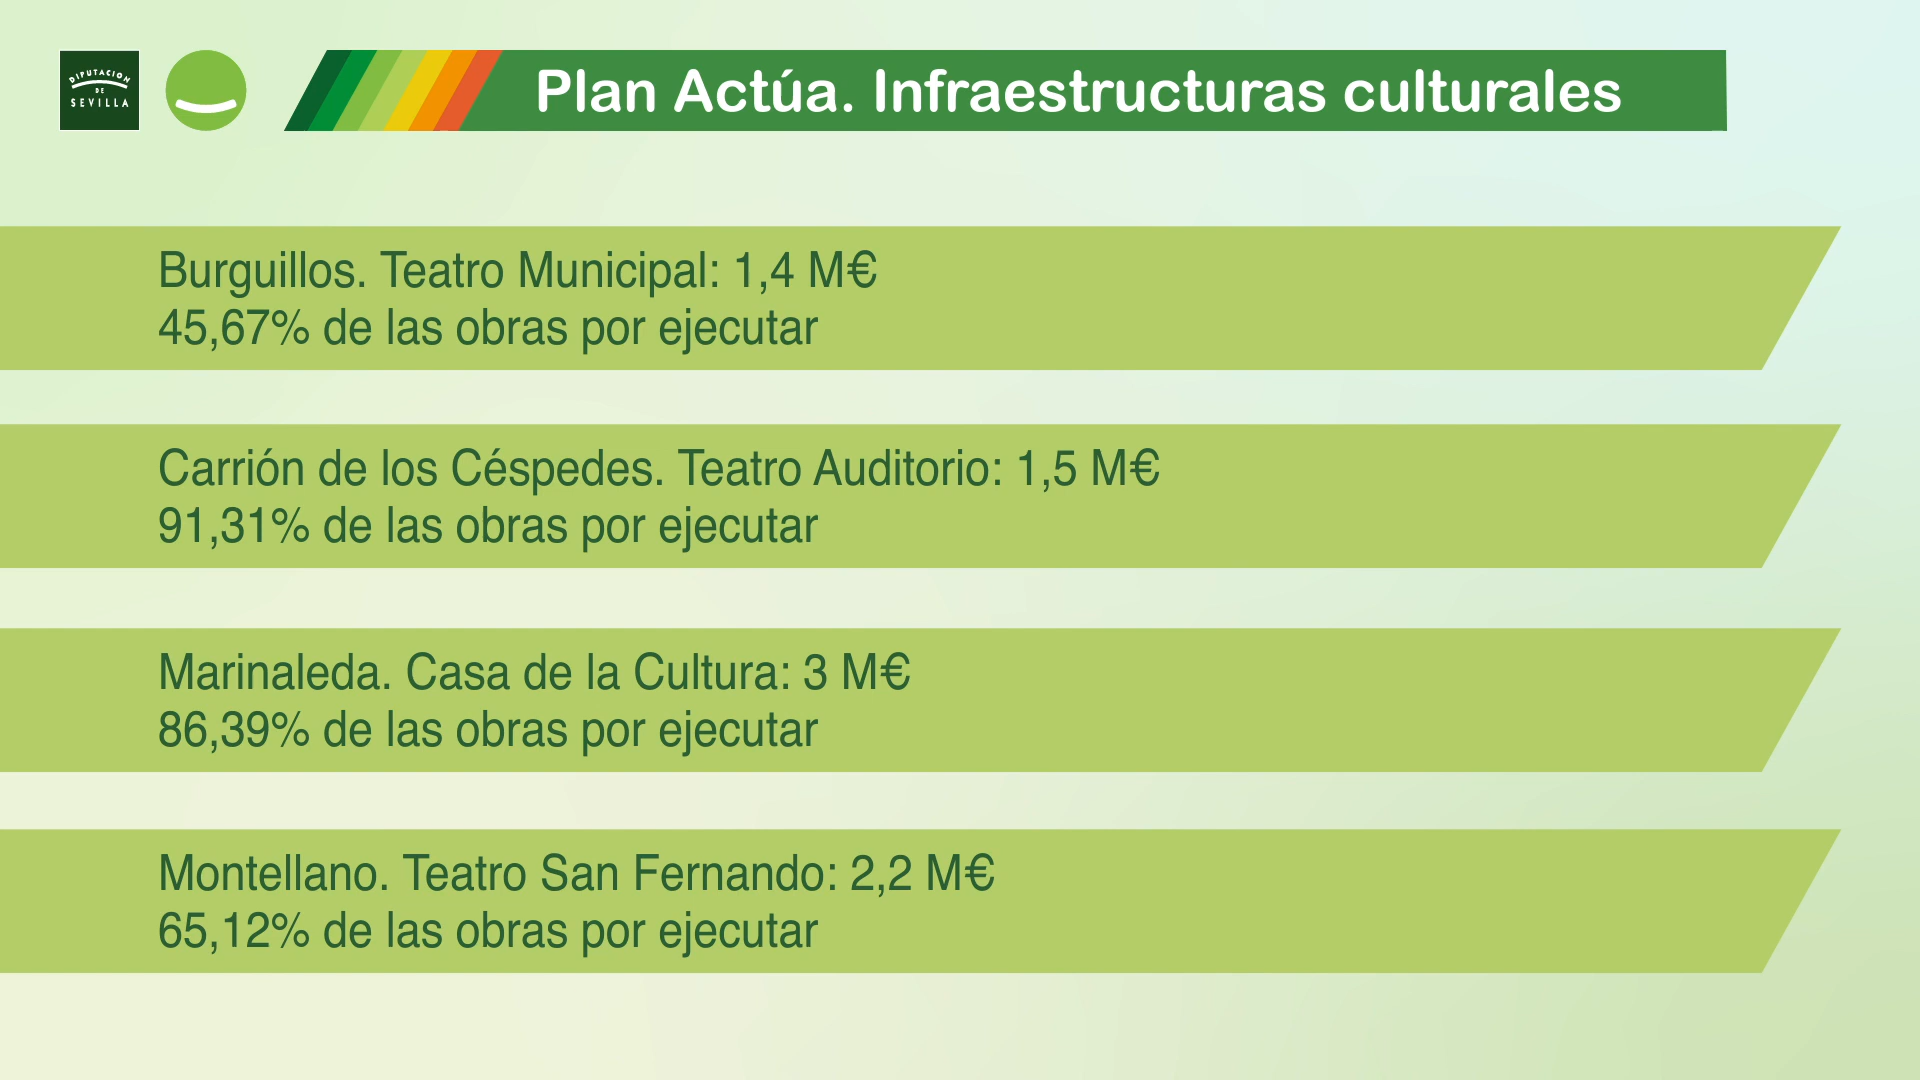 DIPUTACION
DE
SEVILLA
Plan Actúa. Infraestructuras culturales
Burguillos. Teatro Municipal: 1,4 M€
45,67% de las obras por ejecutar
Carrión de los Céspedes. Teatro Auditorio: 1,5 M€
91,31% de las obras por ejecutar
Marinaleda. Casa de la Cultura: 3 M€
86,39% de las obras por ejecutar
Montellano. Teatro San Fernando: 2,2 M€
65,12% de las obras por ejecutar